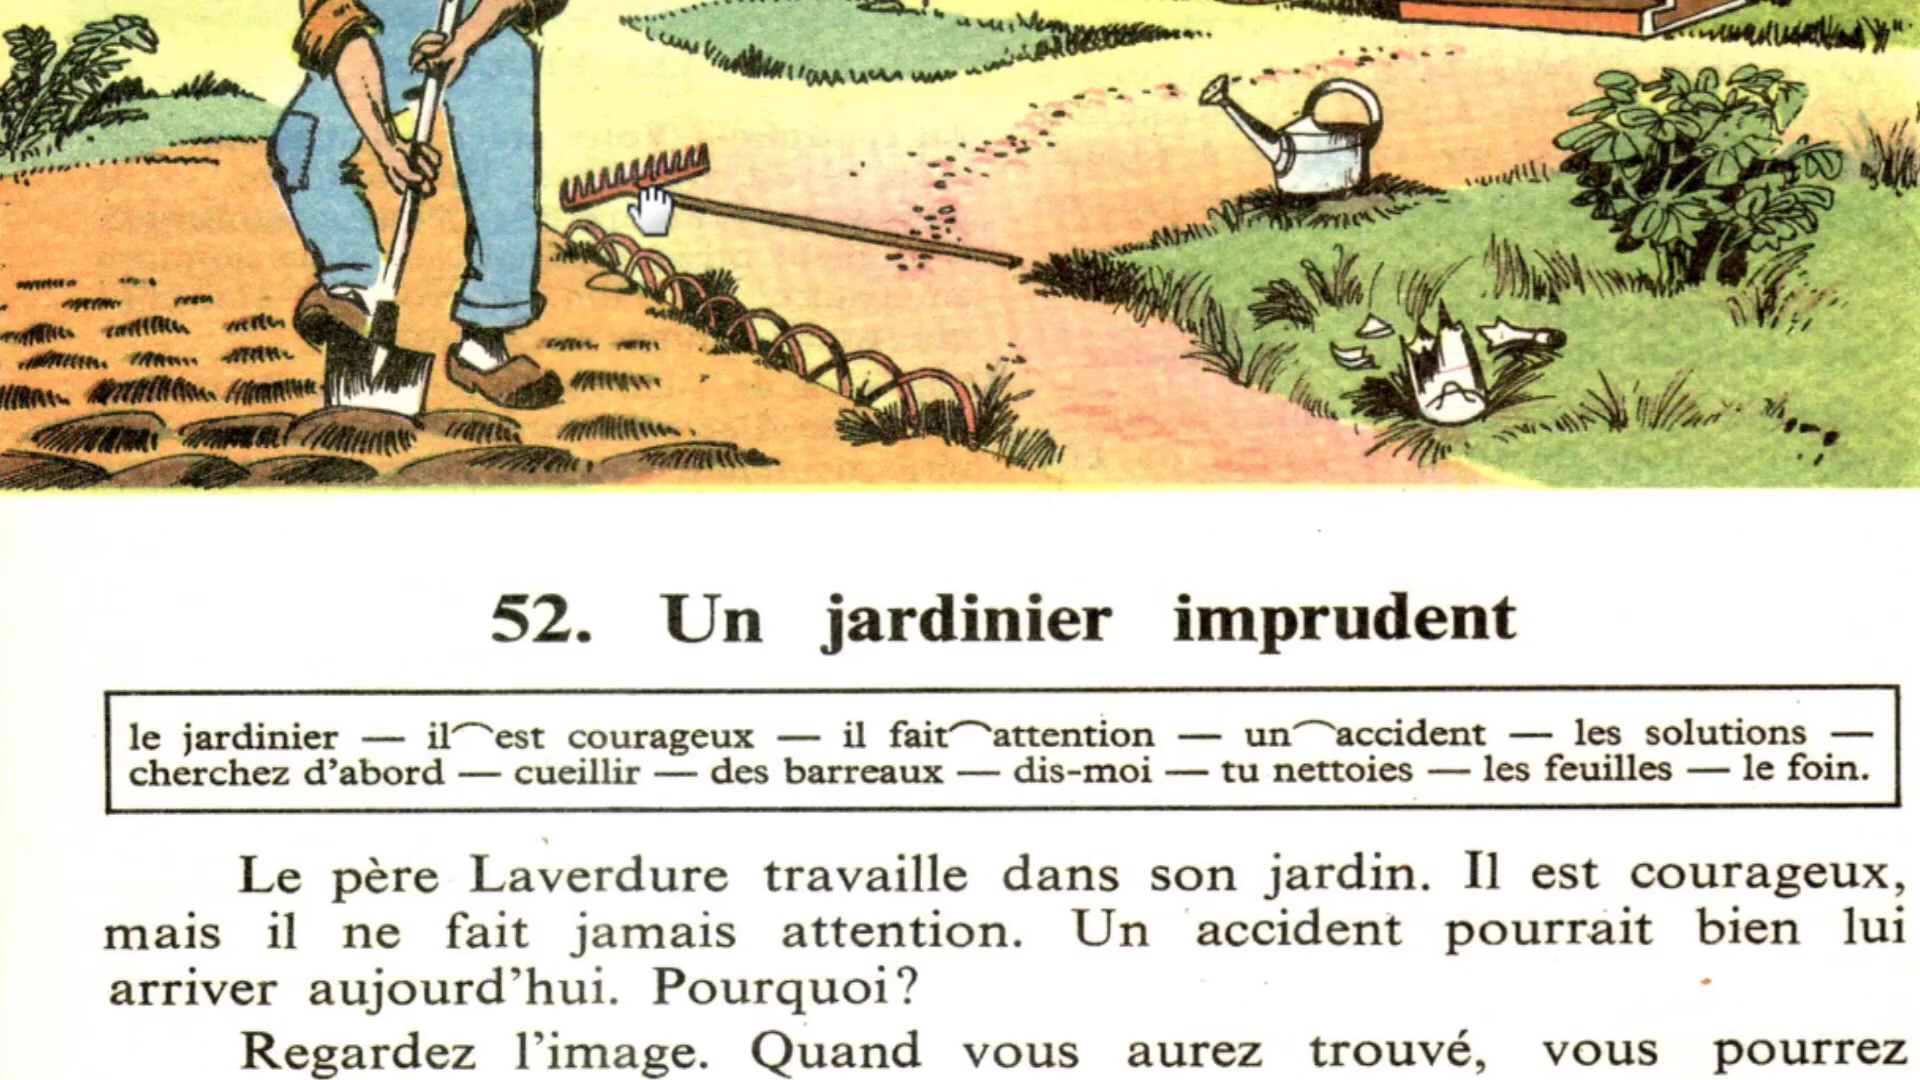 52. Un jardinier imprudent
le jardinier — il est courageux — il fait attention — un accident — les solutions —
cherchez d'abord — cueillir — des barreaux — dis-moi — tu nettoies — les feuilles — le foin.
Le père Laverdure travaille dans son jardin. Il est courageux,
mais il ne fait jamais attention. Un accident pourrait bien lui
arriver aujourd'hui. Pourquoi?
Regardez l'image. Quand vous aurez trouvé, vous pourrez